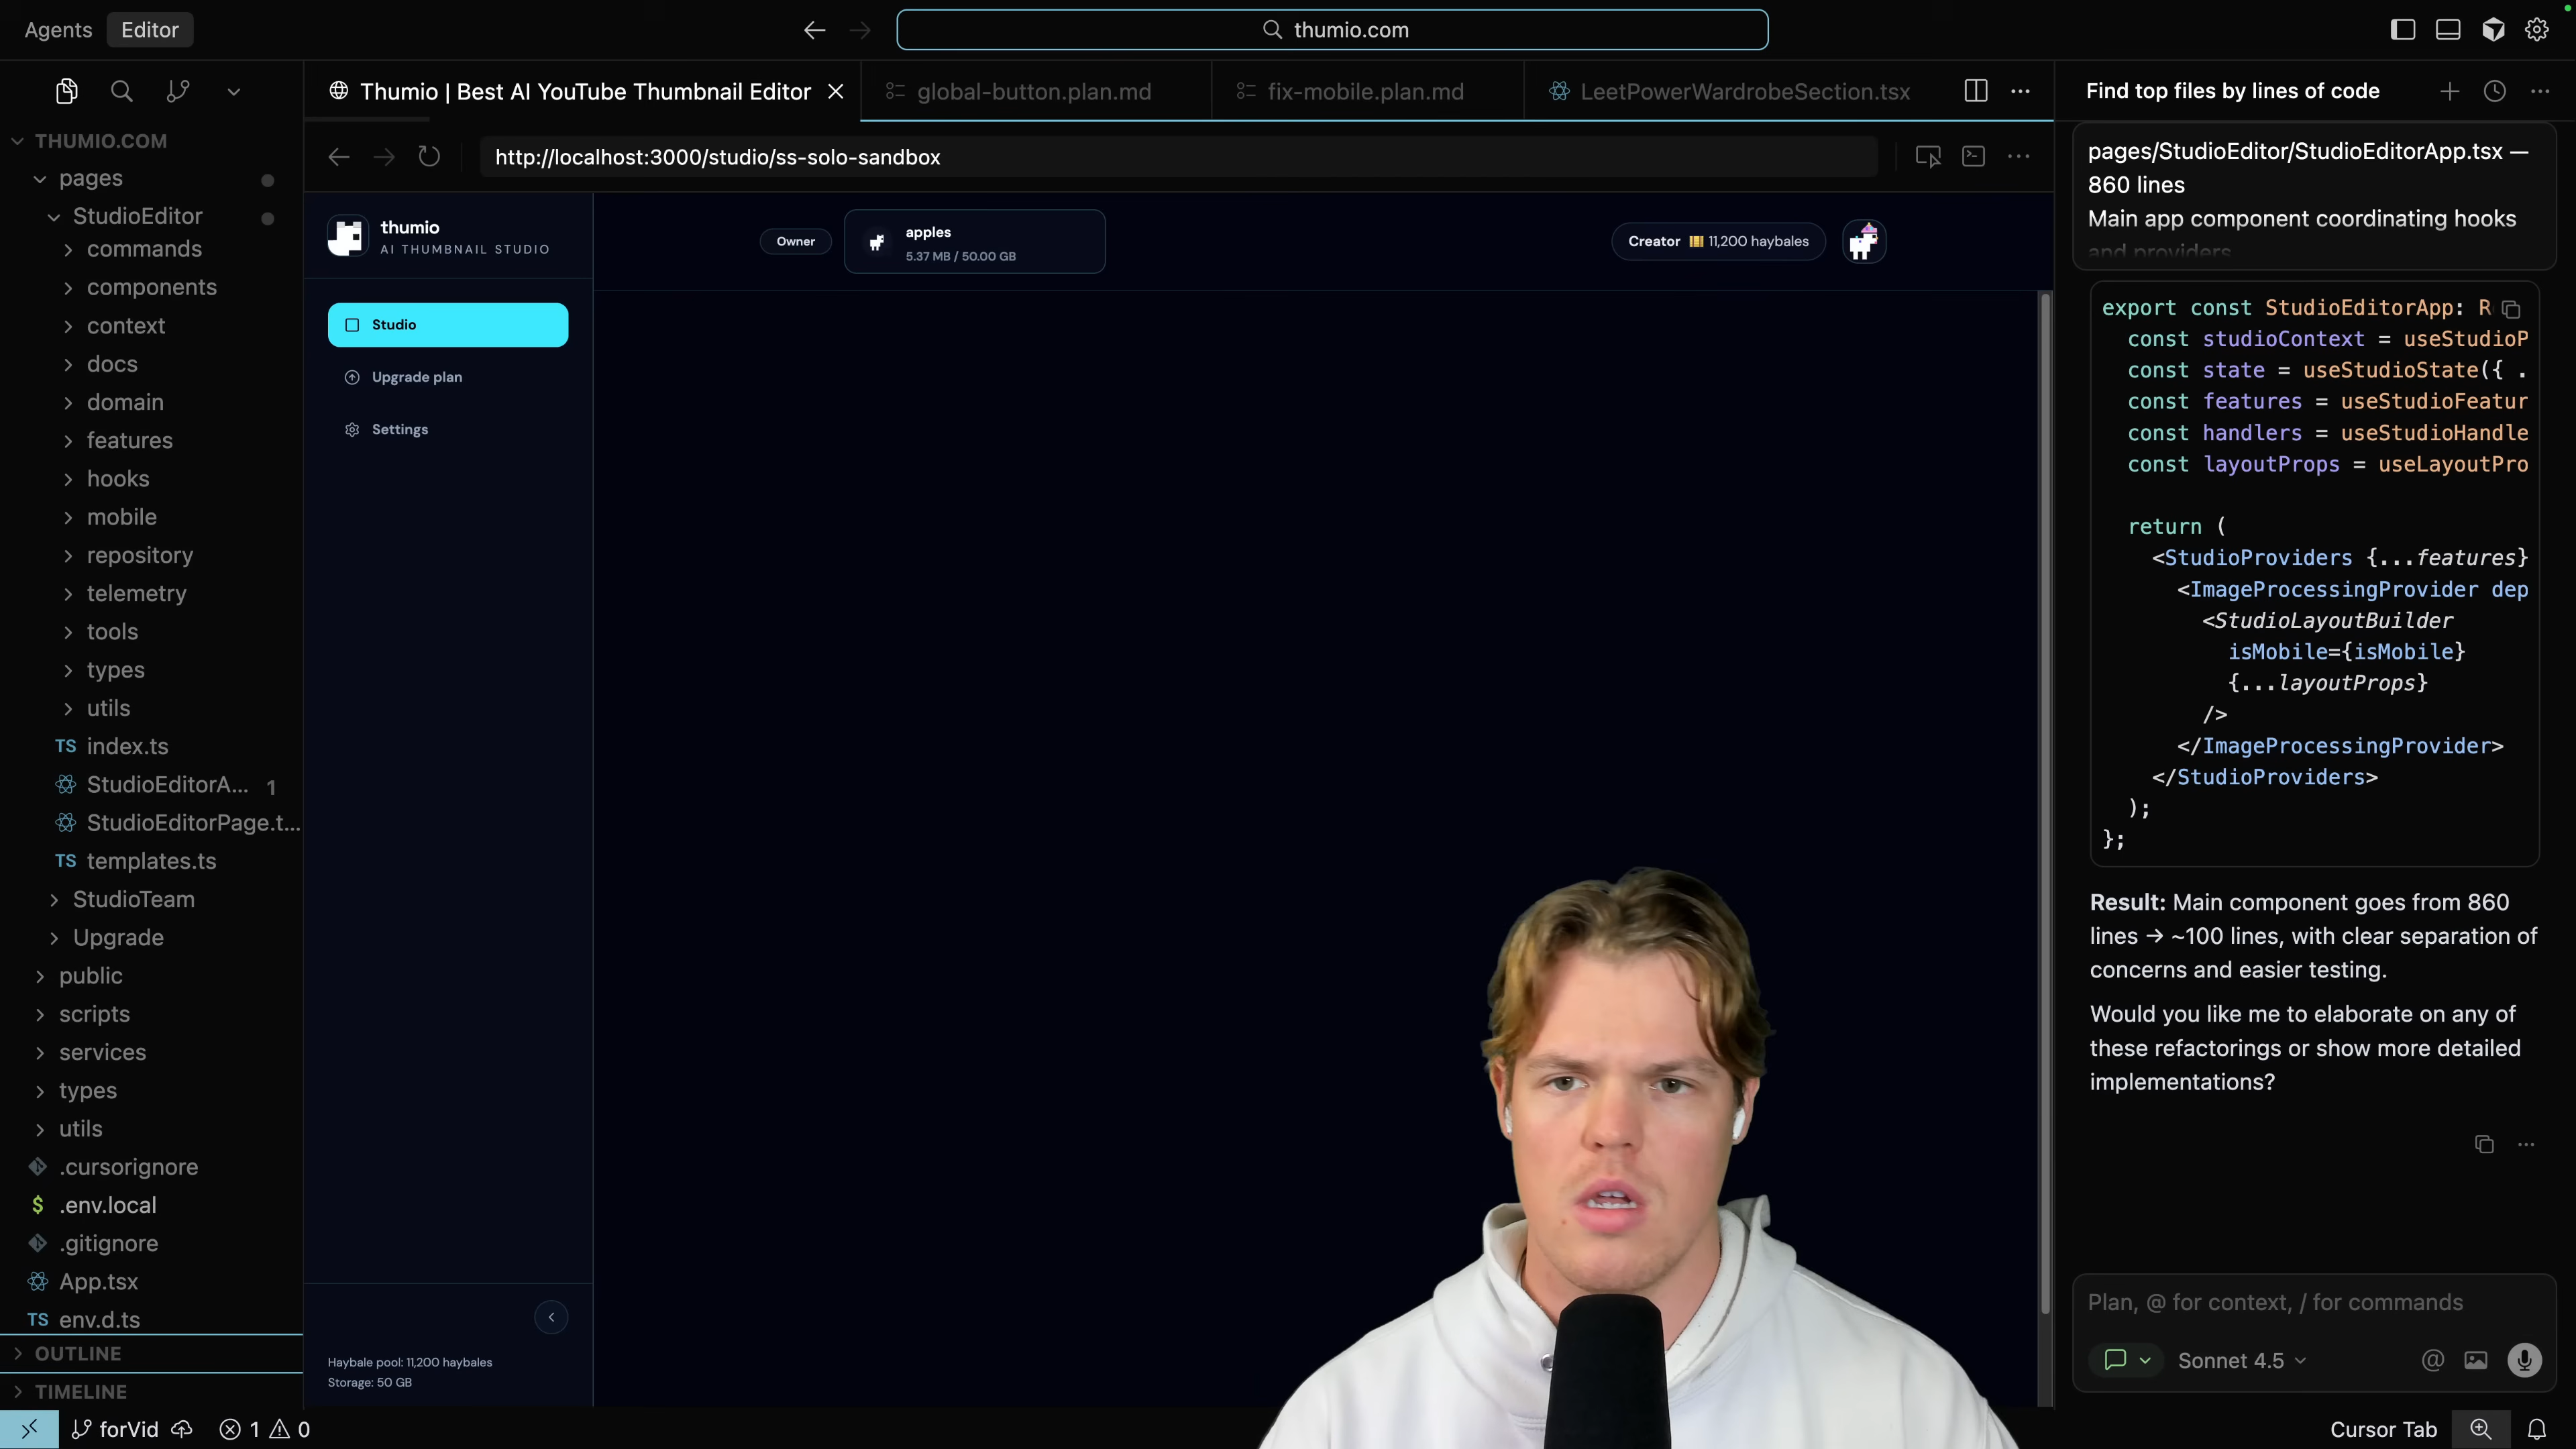 Agents
Editor
thumio.com
Thumio | Best AI YouTube Thumbnail Editor
global-button.plan.md
fix-mobile.plan.md
LeetPowerWardrobeSection.tsx
Find top files by lines of code
THUMIO.COM
pages
StudioEditor
commands
components
context
docs
domain
features
hooks
mobile
repository
telemetry
tools
types
utils
TS index.ts
StudioEditorA... 1
StudioEditorPage.t...
TS templates.ts
StudioTeam
Upgrade
public
scripts
services
types
utils
.cursorignore
$ .env.local
.gitignore
App.tsx
TS env.d.ts
OUTLINE
TIMELINE
http://localhost:3000/studio/ss-solo-sandbox
thumio
AI THUMBNAIL STUDIO
Owner
apples
5.37 MB / 50.00 GB
Creator 11,200 haybales
Studio
Upgrade plan
Settings
Haybale pool: 11,200 haybales
Storage: 50 GB
pages/StudioEditor/StudioEditorApp.tsx —
860 lines
Main app component coordinating hooks
and providers
export const StudioEditorApp: R
const studioContext = useStudioP
const state = useStudioState({ .
const features = useStudioFeatur
const handlers = useStudioHandle
const layoutProps = useLayoutPro
return (
<StudioProviders {...features}
<ImageProcessingProvider dep
<StudioLayoutBuilder
isMobile={isMobile}
{...layoutProps}
/>
</ImageProcessingProvider>
</StudioProviders>
);
};
Result: Main component goes from 860
lines → ~100 lines, with clear separation of
concerns and easier testing.
Would you like me to elaborate on any of
these refactorings or show more detailed
implementations?
Plan, @ for context, / for commands
Sonnet 4.5
forVid
1
0
Cursor Tab